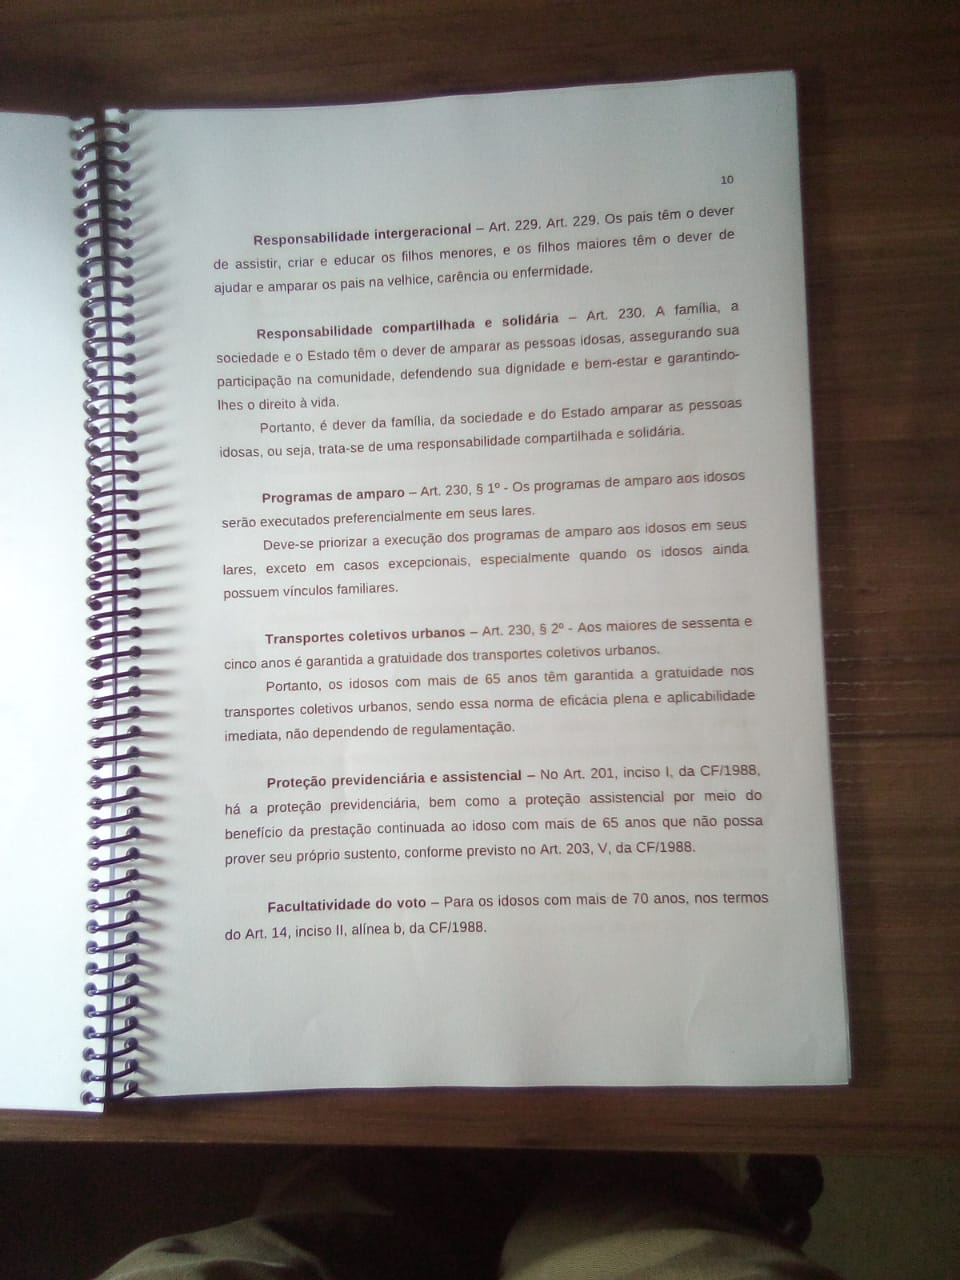 10
Responsabilidade intergeracional – Art. 229. Art. 229. Os pais têm o dever
de assistir, criar e educar os filhos menores, e os filhos maiores têm o dever de
ajudar e amparar os pais na velhice, carência ou enfermidade.
Responsabilidade compartilhada e solidária – Art. 230. A família, a
sociedade e o Estado têm o dever de amparar as pessoas idosas, assegurando sua
participação na comunidade, defendendo sua dignidade e bem-estar e garantindo-
lhes o direito à vida.
Portanto, é dever da família, da sociedade e do Estado amparar as pessoas
idosas, ou seja, trata-se de uma responsabilidade compartilhada e solidária.
Programas de amparo – Art. 230, § 1º - Os programas de amparo aos idosos
serão executados preferencialmente em seus lares.
Deve-se priorizar a execução dos programas de amparo aos idosos em seus
lares, exceto em casos excepcionais, especialmente quando os idosos ainda
possuem vínculos familiares.
Transportes coletivos urbanos – Art. 230, § 2º - Aos maiores de sessenta e
cinco anos é garantida a gratuidade dos transportes coletivos urbanos.
Portanto, os idosos com mais de 65 anos têm garantida a gratuidade nos
transportes coletivos urbanos, sendo essa norma de eficácia plena e aplicabilidade
imediata, não dependendo de regulamentação.
Proteção previdenciária e assistencial – No Art. 201, inciso I, da CF/1988,
há a proteção previdenciária, bem como a proteção assistencial por meio do
benefício da prestação continuada ao idoso com mais de 65 anos que não possa
prover seu próprio sustento, conforme previsto no Art. 203, V, da CF/1988.
Facultatividade do voto – Para os idosos com mais de 70 anos, nos termos
do Art. 14, inciso II, alínea b, da CF/1988.